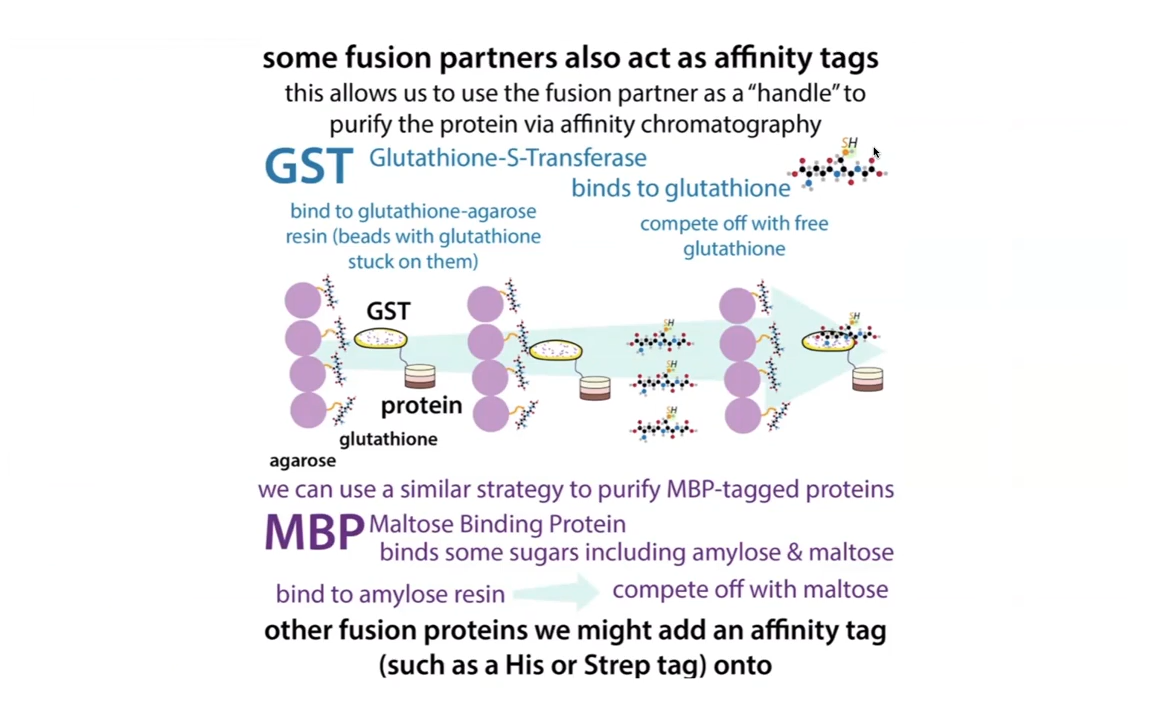 some fusion partners also act as affinity tags
this allows us to use the fusion partner as a “handle” to
purify the protein via affinity chromatography
SH
GST Glutathione-S-Transferase
binds to glutathione
bind to glutathione-agarose
resin (beads with glutathione
stuck on them)
compete off with free
glutathione
GST
SH
SH
SH
SH
protein
glutathione
agarose
we can use a similar strategy to purify MBP-tagged proteins
MBP Maltose Binding Protein
binds some sugars including amylose & maltose
bind to amylose resin
compete off with maltose
other fusion proteins we might add an affinity tag
(such as a His or Strep tag) onto